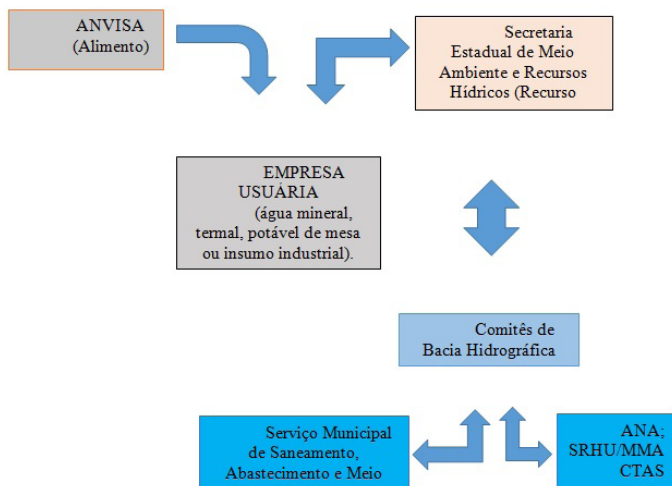 ANVISA
(Alimento)
Secretaria
Estadual de Meio
Ambiente e Recursos
Hídricos (Recurso
EMPRESA
USUÁRIA
(água mineral,
termal, potável de mesa
ou insumo industrial).
Comitês de
Bacia Hidrográfica
Serviço Municipal
de Saneamento,
Abastecimento e Meio
ANA;
SRHU/MMA
CTAS